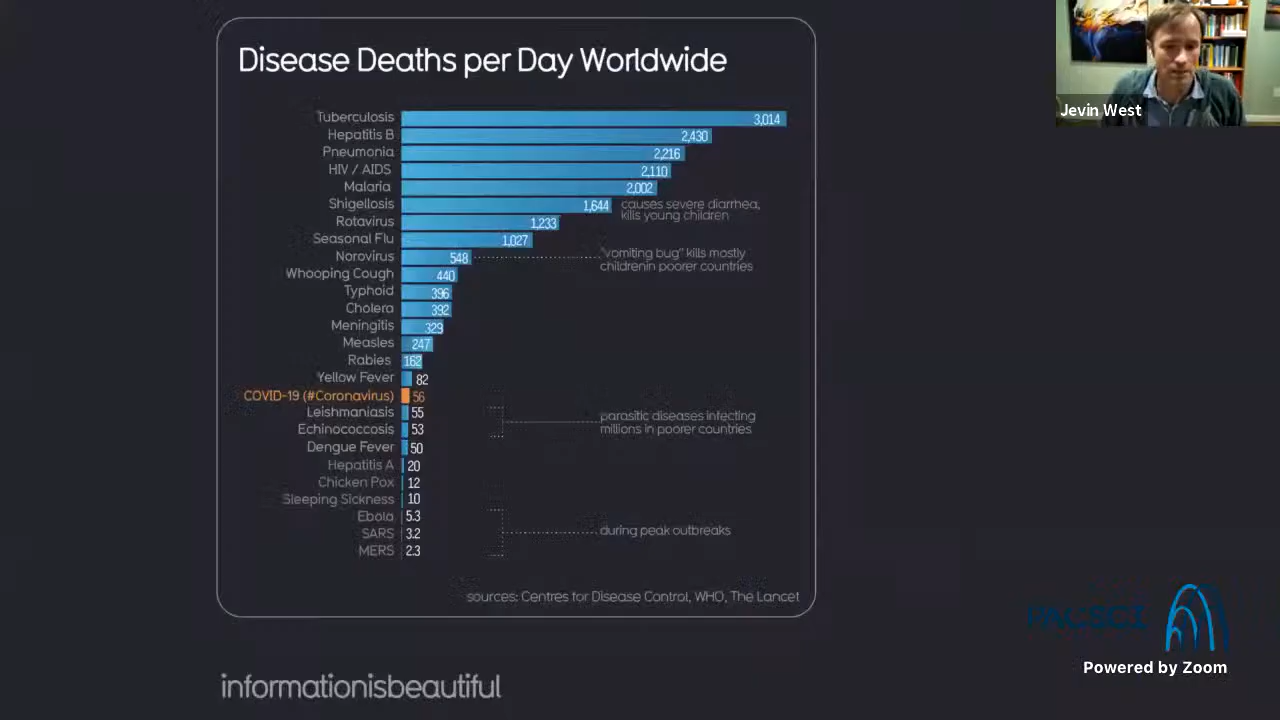 Disease Deaths per Day Worldwide
Jevin West
Tuberculosis 3,014
Hepatitis B 2,430
Pneumonia 2,216
HIV / AIDS 2,110
Malaria 2,002
Shigellosis 1,644 causes severe diarrhea,
kills young children
Rotavirus 1,233
Seasonal Flu 1,027
Norovirus 548 "vomiting bug" kills mostly
childrenin poorer countries
Whooping Cough 440
Typhoid 396
Cholera 392
Meningitis 329
Measles 247
Rabies 162
Yellow Fever 82
COVID-19 (#Coronavirus) 56
Leishmaniasis 55 parasitic diseases infecting
Echinococcosis 53 millions in poorer countries
Dengue Fever 50
Hepatitis A 20
Chicken Pox 12
Sleeping Sickness 10
Ebola 5.3
SARS 3.2 during peak outbreaks
MERS 2.3
sources: Centres for Disease Control, WHO, The Lancet
PACSCI
Powered by Zoom
informationisbeautiful